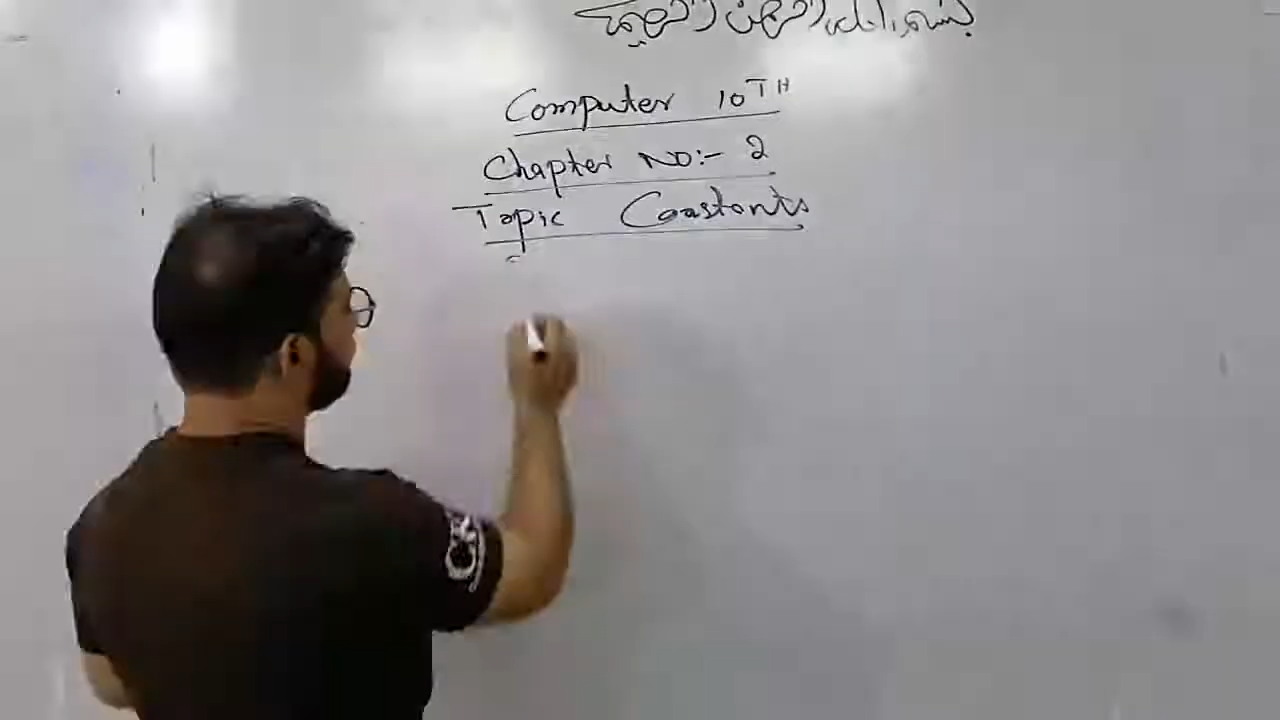 بسم اللہ الرحمن الرحیم
Computer 10TH
Chapter NO:- 2
Topic Constants